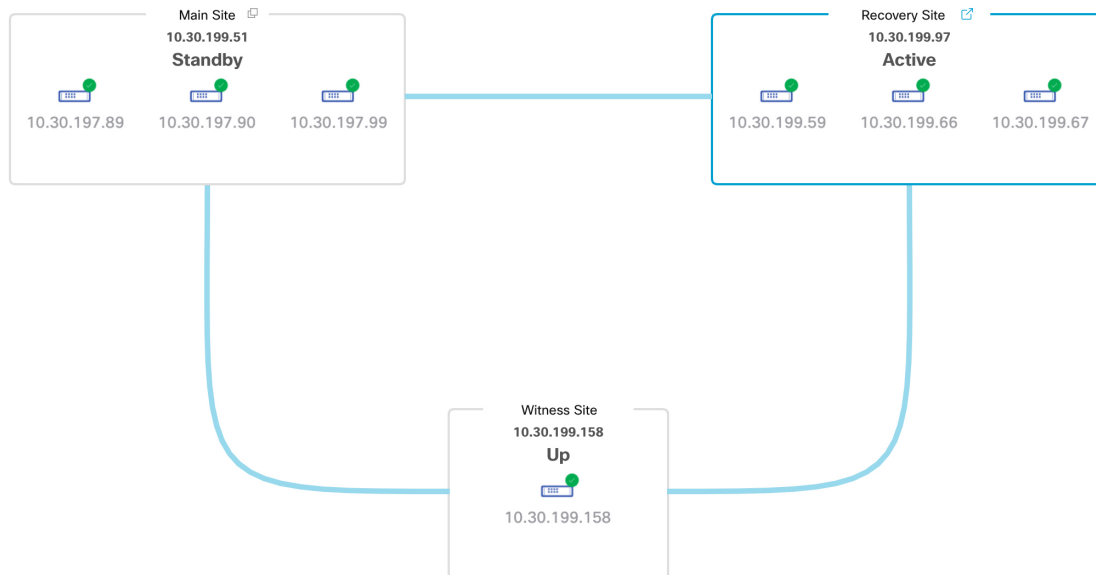 Main Site
10.30.199.51
Standby
10.30.197.89 10.30.197.90 10.30.197.99
Recovery Site
10.30.199.97
Active
10.30.199.59 10.30.199.66 10.30.199.67
Witness Site
10.30.199.158
Up
10.30.199.158